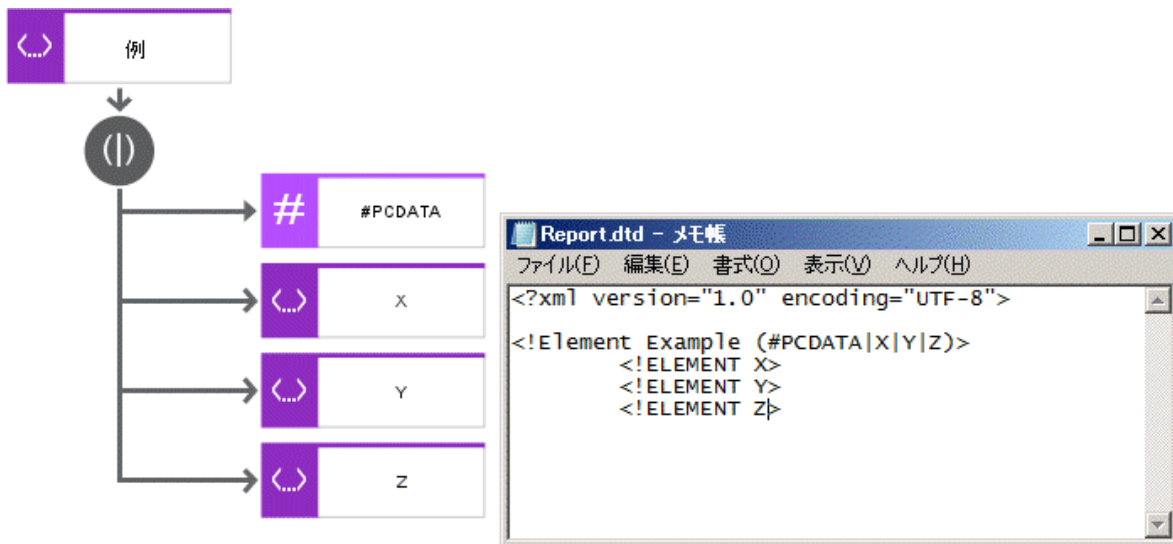 例
#PCDATA
X
Y
Z
Report.dtd - メモ帳
ファイル(F) 編集(E) 書式(O) 表示(V) ヘルプ(H)
<?xml version="1.0" encoding="UTF-8">
<!Element Example (#PCDATA|X|Y|Z)>
<!ELEMENT X>
<!ELEMENT Y>
<!ELEMENT Z>